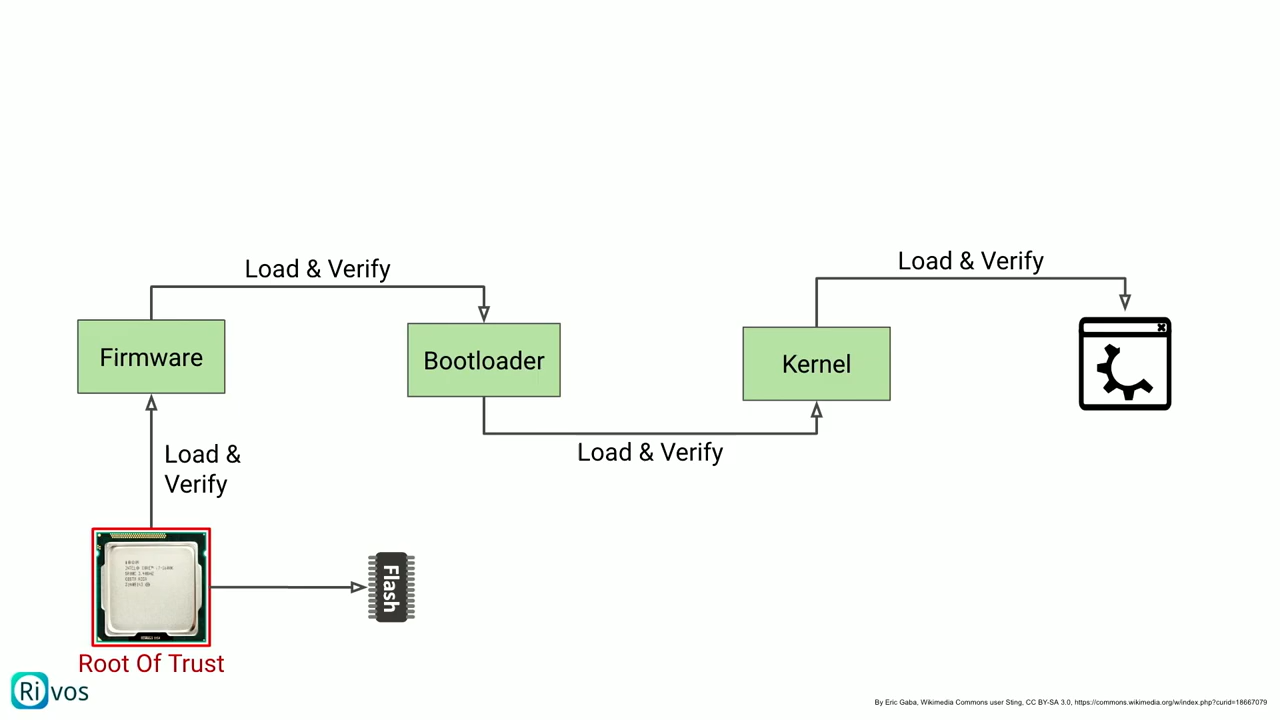 Load & Verify
Load & Verify
Firmware
Bootloader
Kernel
Load & Verify
Load &
Verify
Flash
Root Of Trust
Rivos
By Eric Gaba, Wikimedia Commons user Sting, CC BY-SA 3.0, https://commons.wikimedia.org/w/index.php?curid=18667079